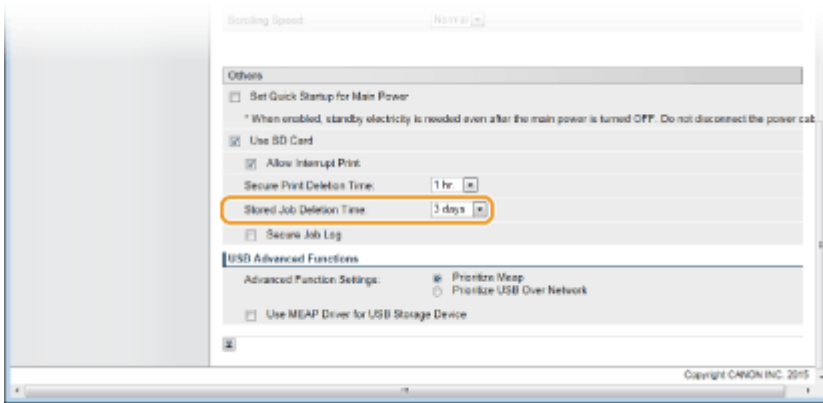 Scrolling Speed: Normal
Others
Set Quick Startup for Main Power
* When enabled, standby electricity is needed even after the main power is turned OFF. Do not disconnect the power cab
Use SD Card
Allow Interrupt Print
Secure Print Deletion Time: 1 hr.
Stored Job Deletion Time: 3 days
Secure Job Log
USB Advanced Functions
Advanced Function Settings: Prioritize Meap
Prioritize USB Over Network
Use MEAP Driver for USB Storage Device
Copyright CANON INC. 2015